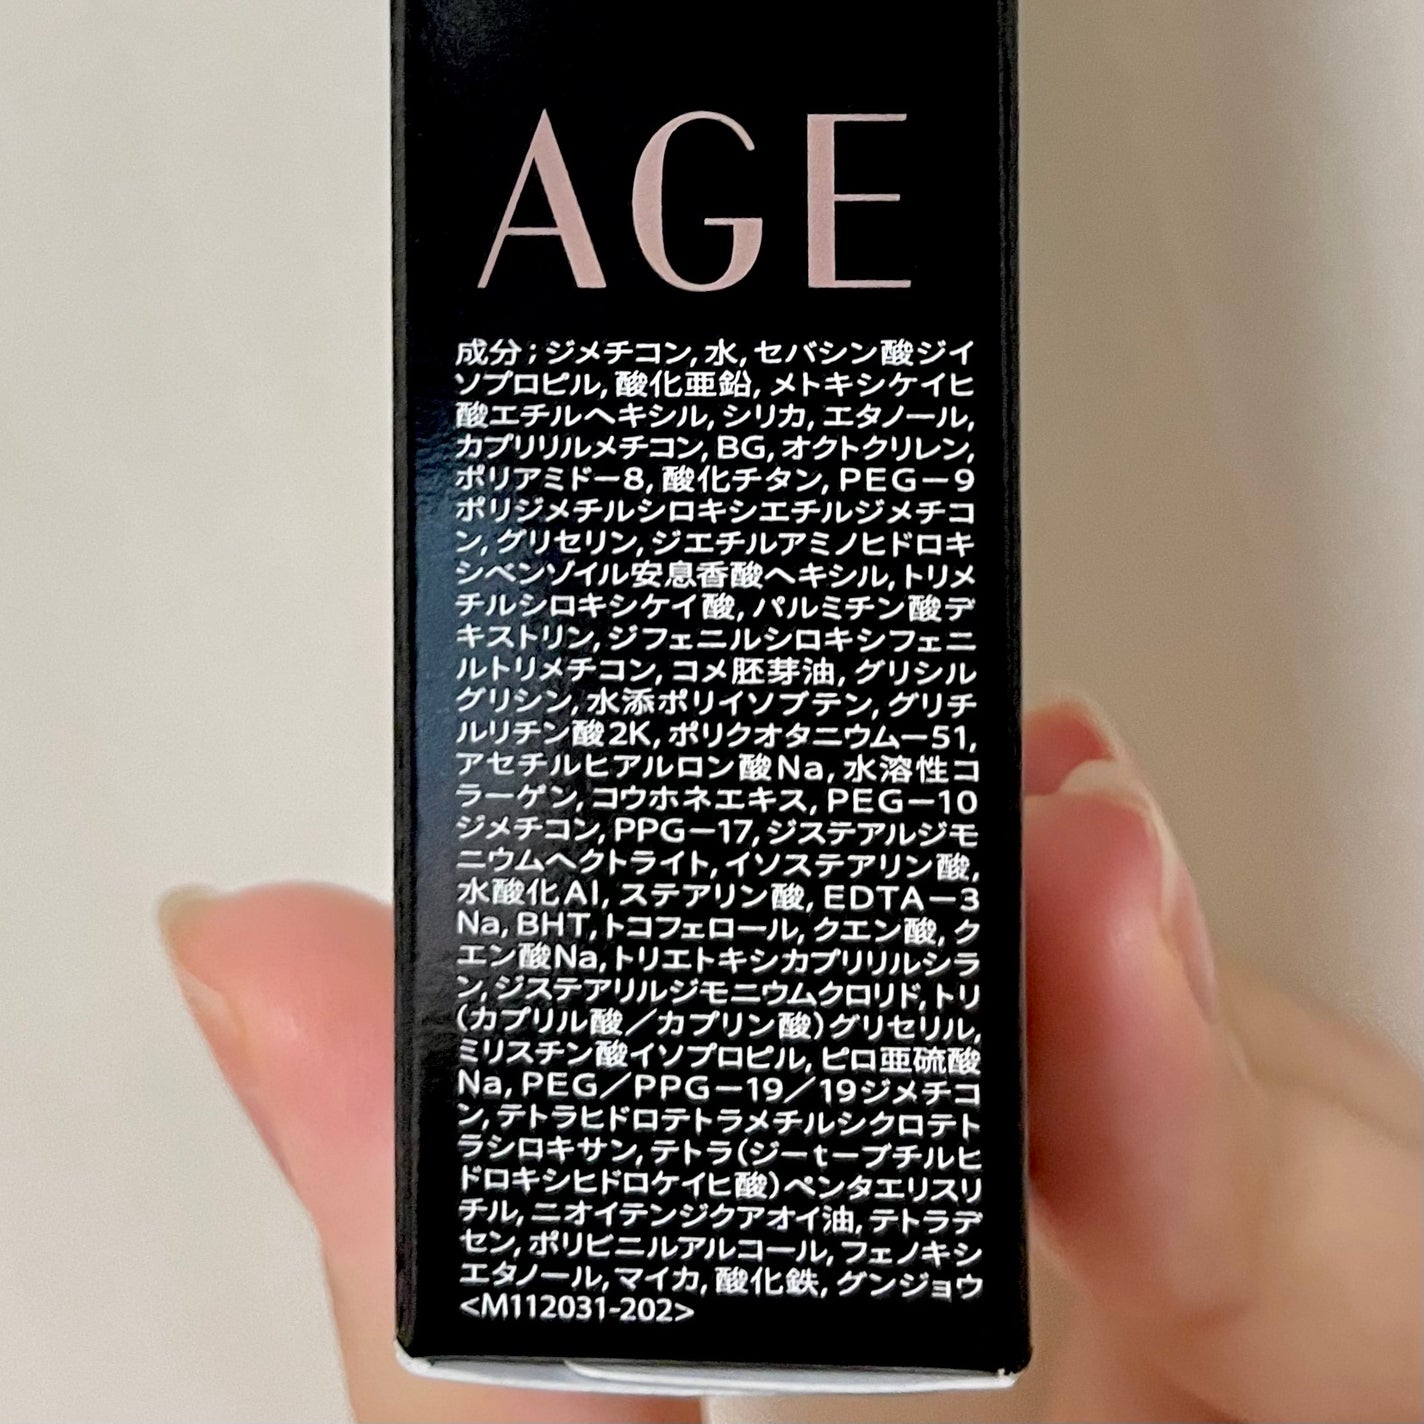 AGE
成分;ジメチコン,水,セバシン酸ジイ
ソプロピル,酸化亜鉛,メトキシケイヒ
酸エチルヘキシル,シリカ,エタノール,
カプリリルメチコン,BG,オクトクリレン,
ポリアミド－8,酸化チタン,PEG－9
ポリジメチルシロキシエチルジメチコ
ン,グリセリン,ジエチルアミノヒドロキ
シベンゾイル安息香酸ヘキシル,トリメ
チルシロキシケイ酸,パルミチン酸デ
キストリン,ジフェニルシロキシフェニ
ルトリメチコン,コメ胚芽油,グリシル
グリシン,水添ポリイソブテン,グリチ
ルリチン酸2K,ポリクオタニウム－51,
アセチルヒアルロン酸Na,水溶性コ
ラーゲン,コウホネエキス,PEG－10
ジメチコン,PPG－17,ジステアルジモ
ニウムヘクトライト,イソステアリン酸,
水酸化Al,ステアリン酸,EDTA－3
Na,BHT,トコフェロール,クエン酸,ク
エン酸Na,トリエトキシカプリリルシラ
ン,ジステアリルジモニウムクロリド,トリ
(カプリル酸／カプリン酸)グリセリル,
ミリスチン酸イソプロピル,ピロ亜硫酸
Na,PEG／PPG－19／19ジメチコ
ン,テトラヒドロテトラメチルシクロテト
ラシロキサン,テトラ(ジ－t－ブチルヒ
ドロキシヒドロケイヒ酸)ペンタエリスリ
チル,ニオイテンジクアオイ油,テトラデ
セン,ポリビニルアルコール,フェノキシ
エタノール,マイカ,酸化鉄,グンジョウ
<M112031-202>